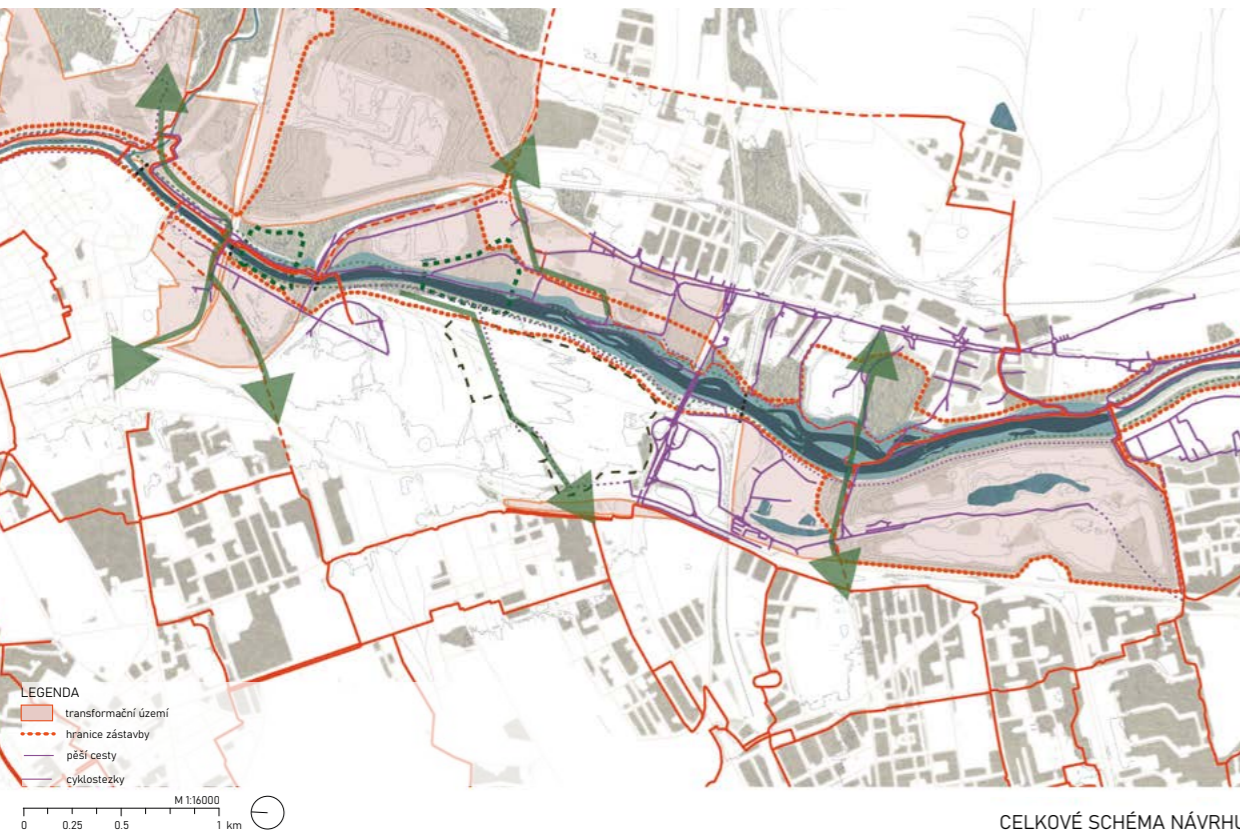 LEGENDA
transformační území
hranice zástavby
pěší cesty
cyklostezky
M 1:16000
0 0.25 0.5 1 km
CELKOVÉ SCHÉMA NÁVRHU